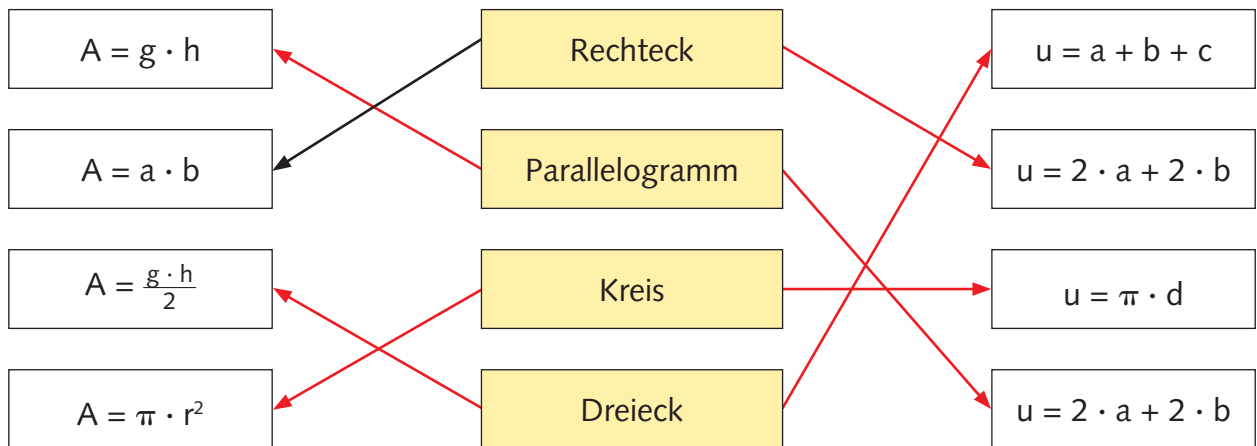 A = g · h
Rechteck
u = a + b + c
A = a · b
Parallelogramm
u = 2 · a + 2 · b
A = g · h / 2
Kreis
u = π · d
A = π · r²
Dreieck
u = 2 · a + 2 · b